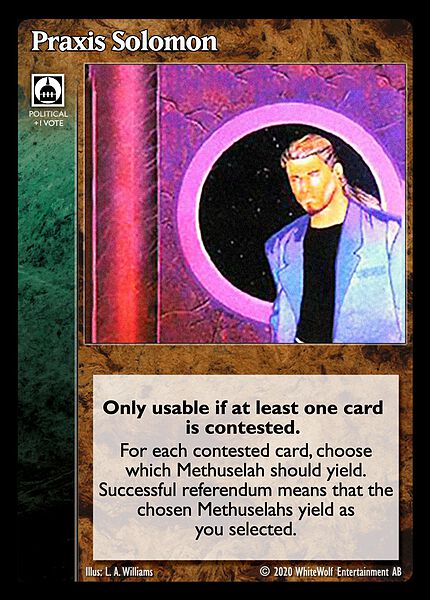 Praxis Solomon
POLITICAL
+1 VOTE
Only usable if at least one card
is contested.
For each contested card, choose
which Methuselah should yield.
Successful referendum means that the
chosen Methuselahs yield as
you selected.
Illus: L. A. Williams
© 2020 WhiteWolf Entertainment AB